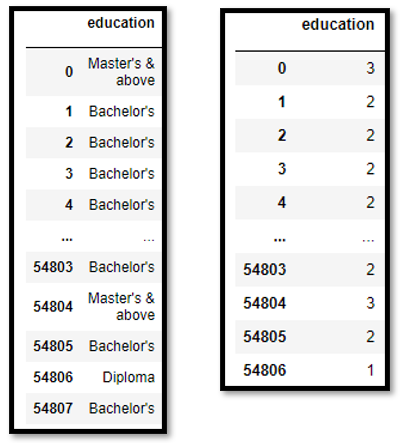 education
0 Master's &
above
1 Bachelor's
2 Bachelor's
3 Bachelor's
4 Bachelor's
... ...
54803 Bachelor's
54804 Master's &
above
54805 Bachelor's
54806 Diploma
54807 Bachelor's
education
0 3
1 2
2 2
3 2
4 2
... ...
54803 2
54804 3
54805 2
54806 1